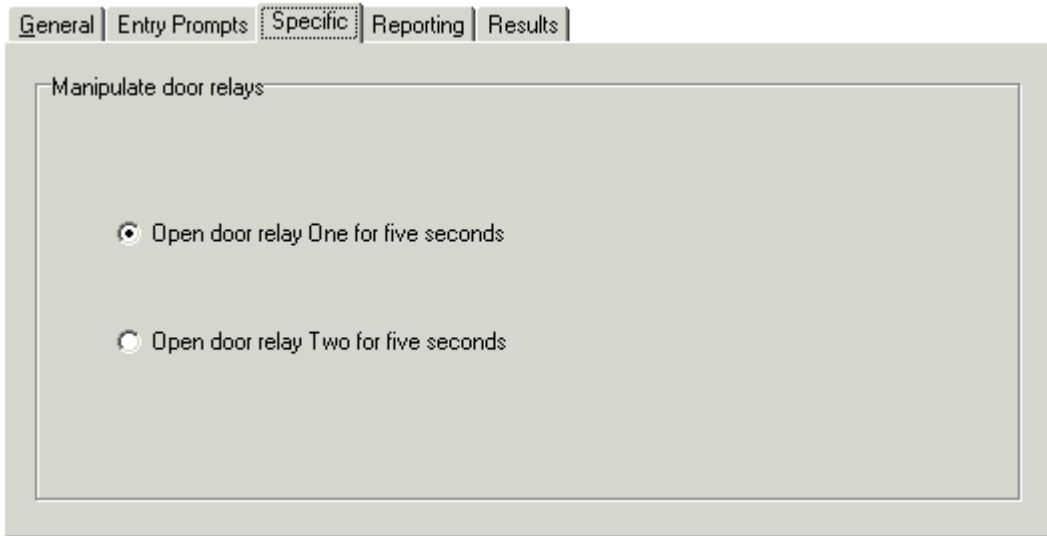 General Entry Prompts Specific Reporting Results
Manipulate door relays
Open door relay One for five seconds
Open door relay Two for five seconds